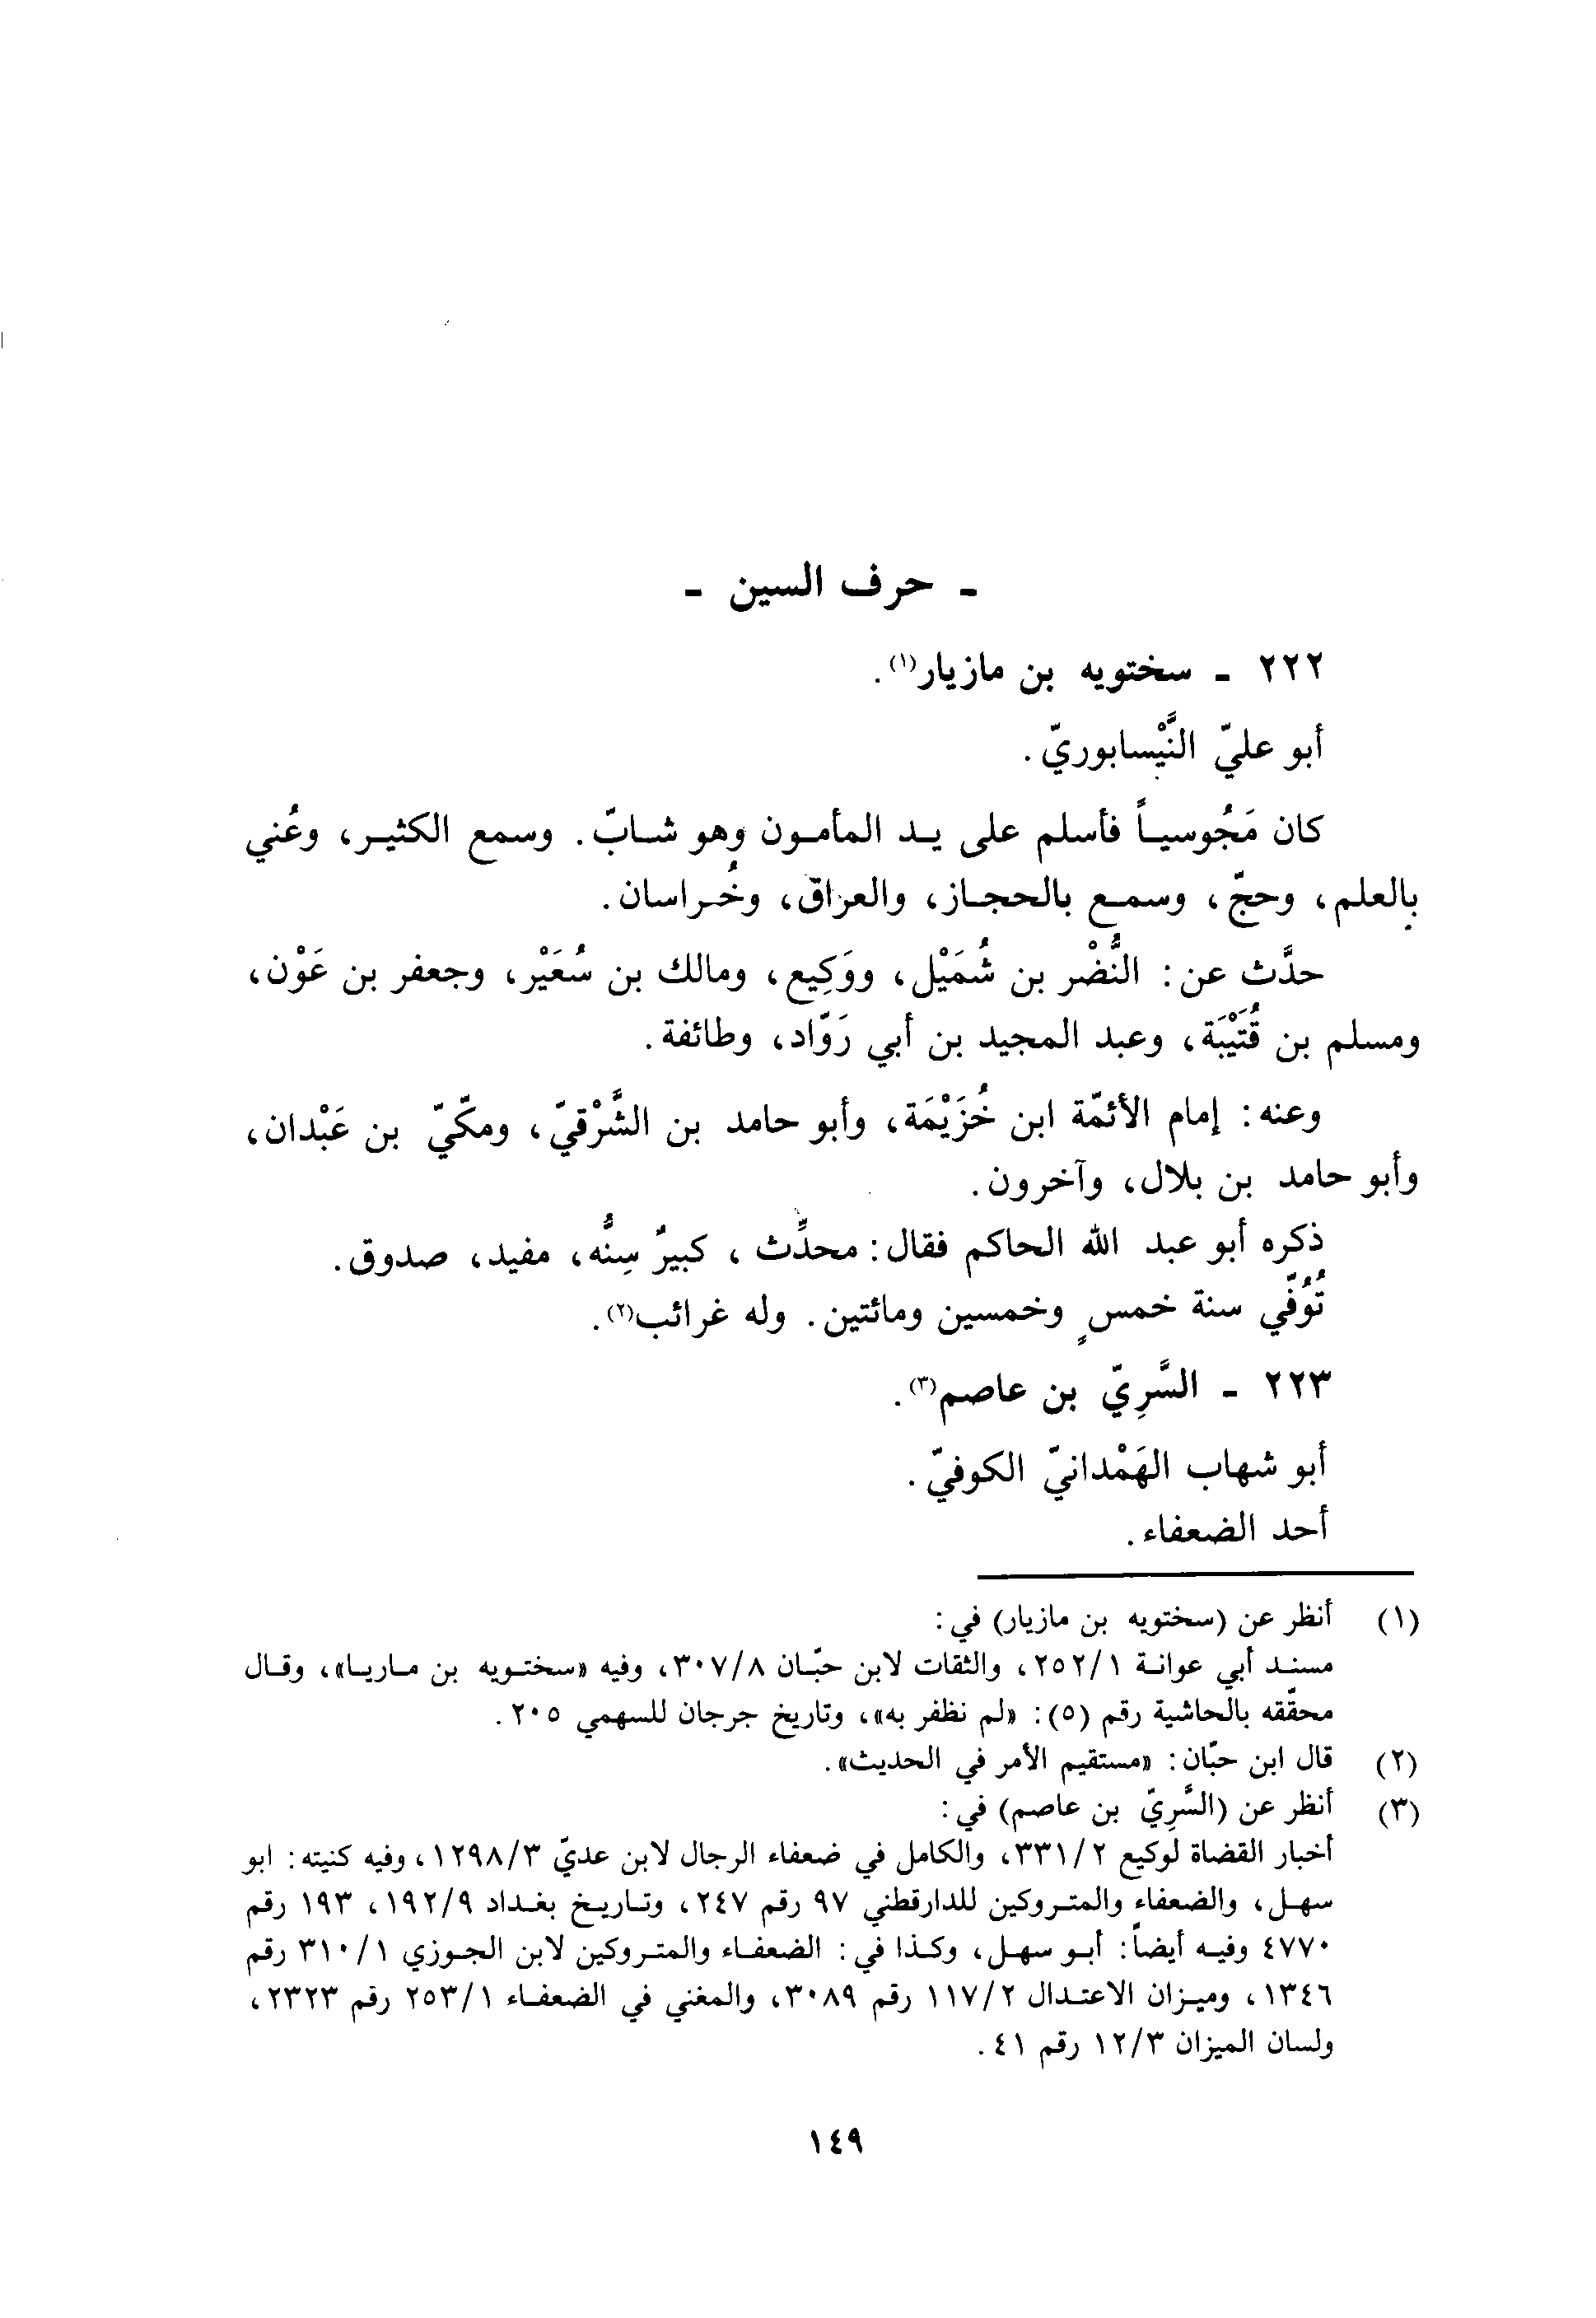 ـ حرف السين ـ
٢٢٢ ـ سختويه بن مازيار(١).
أبو عليّ النَّيْسابوريّ.
كان مَجُوسياً فأسلم على يد المأمون وهو شابّ. وسمع الكثير، وعُني
بالعلم، وحجّ، وسمع بالحجاز، والعراق، وخُراسان.
حدَّث عن: النَّضْر بن شُمَيْل، ووَكِيع، ومالك بن سُعَيْر، وجعفر بن عَوْن،
ومسلم بن قُتَيْبَة، وعبد المجيد بن أبي رَوّاد، وطائفة.
وعنه: إمام الأئمّة ابن خُزَيْمَة، وأبو حامد بن الشَّرْقيّ، ومكّيّ بن عَبْدان،
وأبو حامد بن بلال، وآخرون.
ذكره أبو عبد الله الحاكم فقال: محدِّث، كبيرٌ سِنُّه، مفيد، صدوق.
تُوُفّي سنة خمسٍ وخمسين ومائتين. وله غرائب(٢).
٢٢٣ ـ السَّرِيّ بن عاصم(٣).
أبو شهاب الهَمْدانيّ الكوفيّ.
أحد الضعفاء.
(١) أنظر عن (سختويه بن مازيار) في:
مسند أبي عوانة ٢٥٢/١، والثقات لابن حبّان ٣٠٧/٨، وفيه «سختويه بن ماريا»، وقال
محقّقه بالحاشية رقم (٥): «لم نظفر به»، وتاريخ جرجان للسهمي ٢٠٥.
(٢) قال ابن حبّان: «مستقيم الأمر في الحديث».
(٣) أنظر عن (السَّرِيّ بن عاصم) في:
أخبار القضاة لوكيع ٣٣١/٢، والكامل في ضعفاء الرجال لابن عديّ ١٢٩٨/٣، وفيه كنيته: ابو
سهل، والضعفاء والمتروكين للدارقطني ٩٧ رقم ٢٤٧، وتاريخ بغداد ١٩٢/٩، ١٩٣ رقم
٤٧٧٠ وفيه أيضاً: أبو سهل، وكذا في: الضعفاء والمتروكين لابن الجوزي ٣١٠/١ رقم
١٣٤٦، وميزان الاعتدال ١١٧/٢ رقم ٣٠٨٩، والمغني في الضعفاء ٢٥٣/١ رقم ٢٣٢٣،
ولسان الميزان ١٢/٣ رقم ٤١.
١٤٩